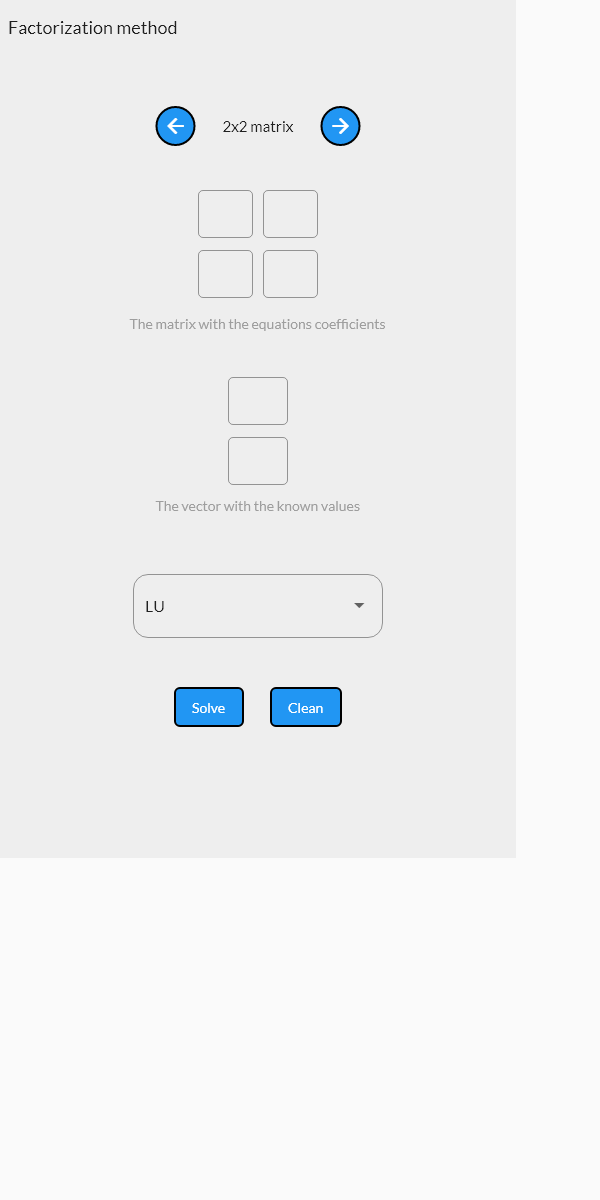 Factorization method
2x2 matrix
The matrix with the equations coefficients
The vector with the known values
LU
Solve Clean